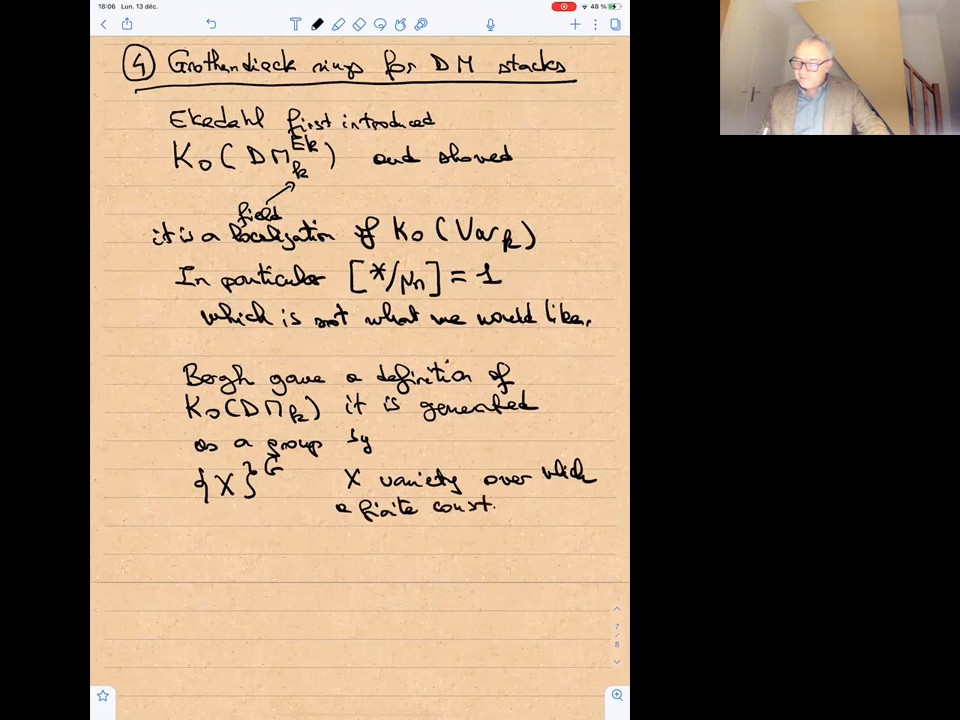 18:06 Lun. 13 déc.
48 %
④ Grothendieck rings for DM stacks
Ekedahl first introduced
K₀(DM_k^Ek) and showed
field
it is a localization of K₀(Var_k)
In particular [*/μₙ] = 1
which is not what we would like.
Bergh gave a definition of
K₀(DM_k) it is generated
as a group by
{X}^G X variety over which
a finite const.
7
/
8